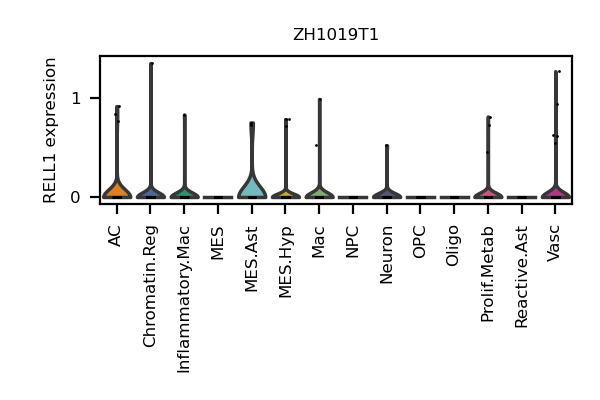 ZH1019T1
RELL1 expression
1
0
AC
Chromatin.Reg
Inflammatory.Mac
MES
MES.Ast
MES.Hyp
Mac
NPC
Neuron
OPC
Oligo
Prolif.Metab
Reactive.Ast
Vasc